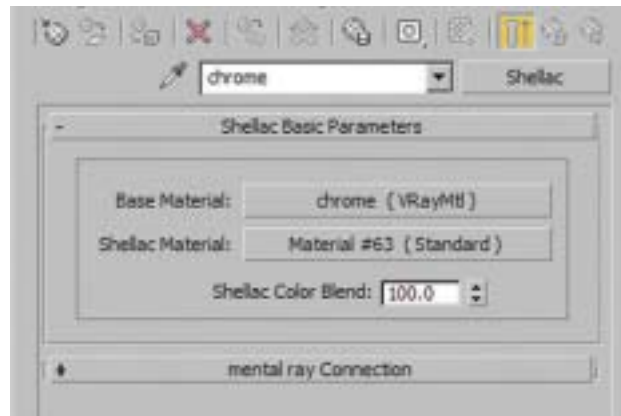 chrome Shellac
- Shellac Basic Parameters
Base Material: chrome ( VRayMtl )
Shellac Material: Material #63 ( Standard )
Shellac Color Blend: 100.0
mental ray Connection